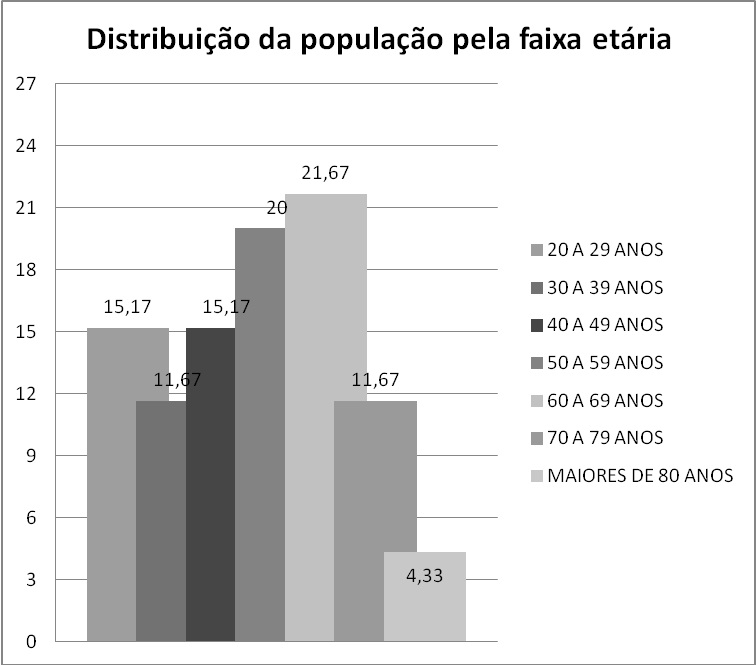 Distribuição da população pela faixa etária
27
24
21
18
15
12
9
6
3
0
15,17
11,67
15,17
20
21,67
11,67
4,33
20 A 29 ANOS
30 A 39 ANOS
40 A 49 ANOS
50 A 59 ANOS
60 A 69 ANOS
70 A 79 ANOS
MAIORES DE 80 ANOS